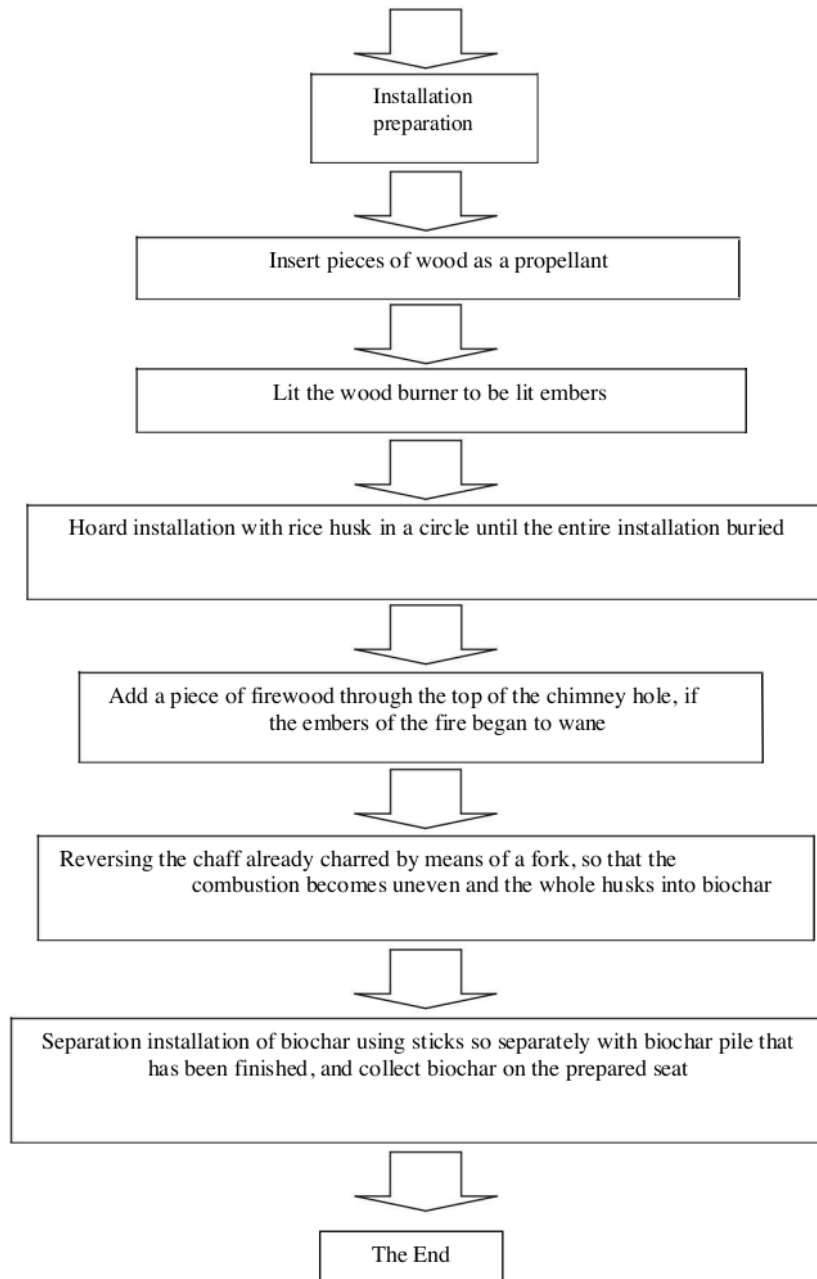 Installation
preparation
Insert pieces of wood as a propellant
Lit the wood burner to be lit embers
Hoard installation with rice husk in a circle until the entire installation buried
Add a piece of firewood through the top of the chimney hole, if
the embers of the fire began to wane
Reversing the chaff already charred by means of a fork, so that the
combustion becomes uneven and the whole husks into biochar
Separation installation of biochar using sticks so separately with biochar pile that
has been finished, and collect biochar on the prepared seat
The End